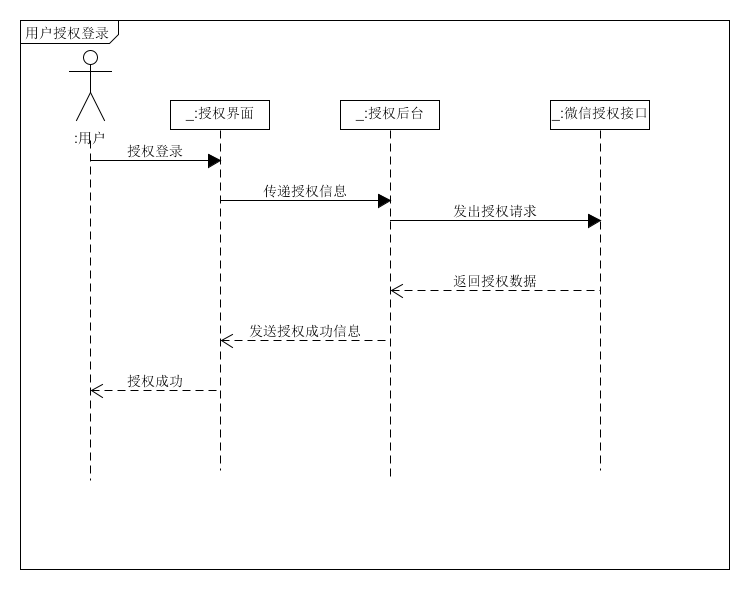 用户授权登录
_:授权界面
_:授权后台
_:微信授权接口
:用户
授权登录
传递授权信息
发出授权请求
返回授权数据
发送授权成功信息
授权成功